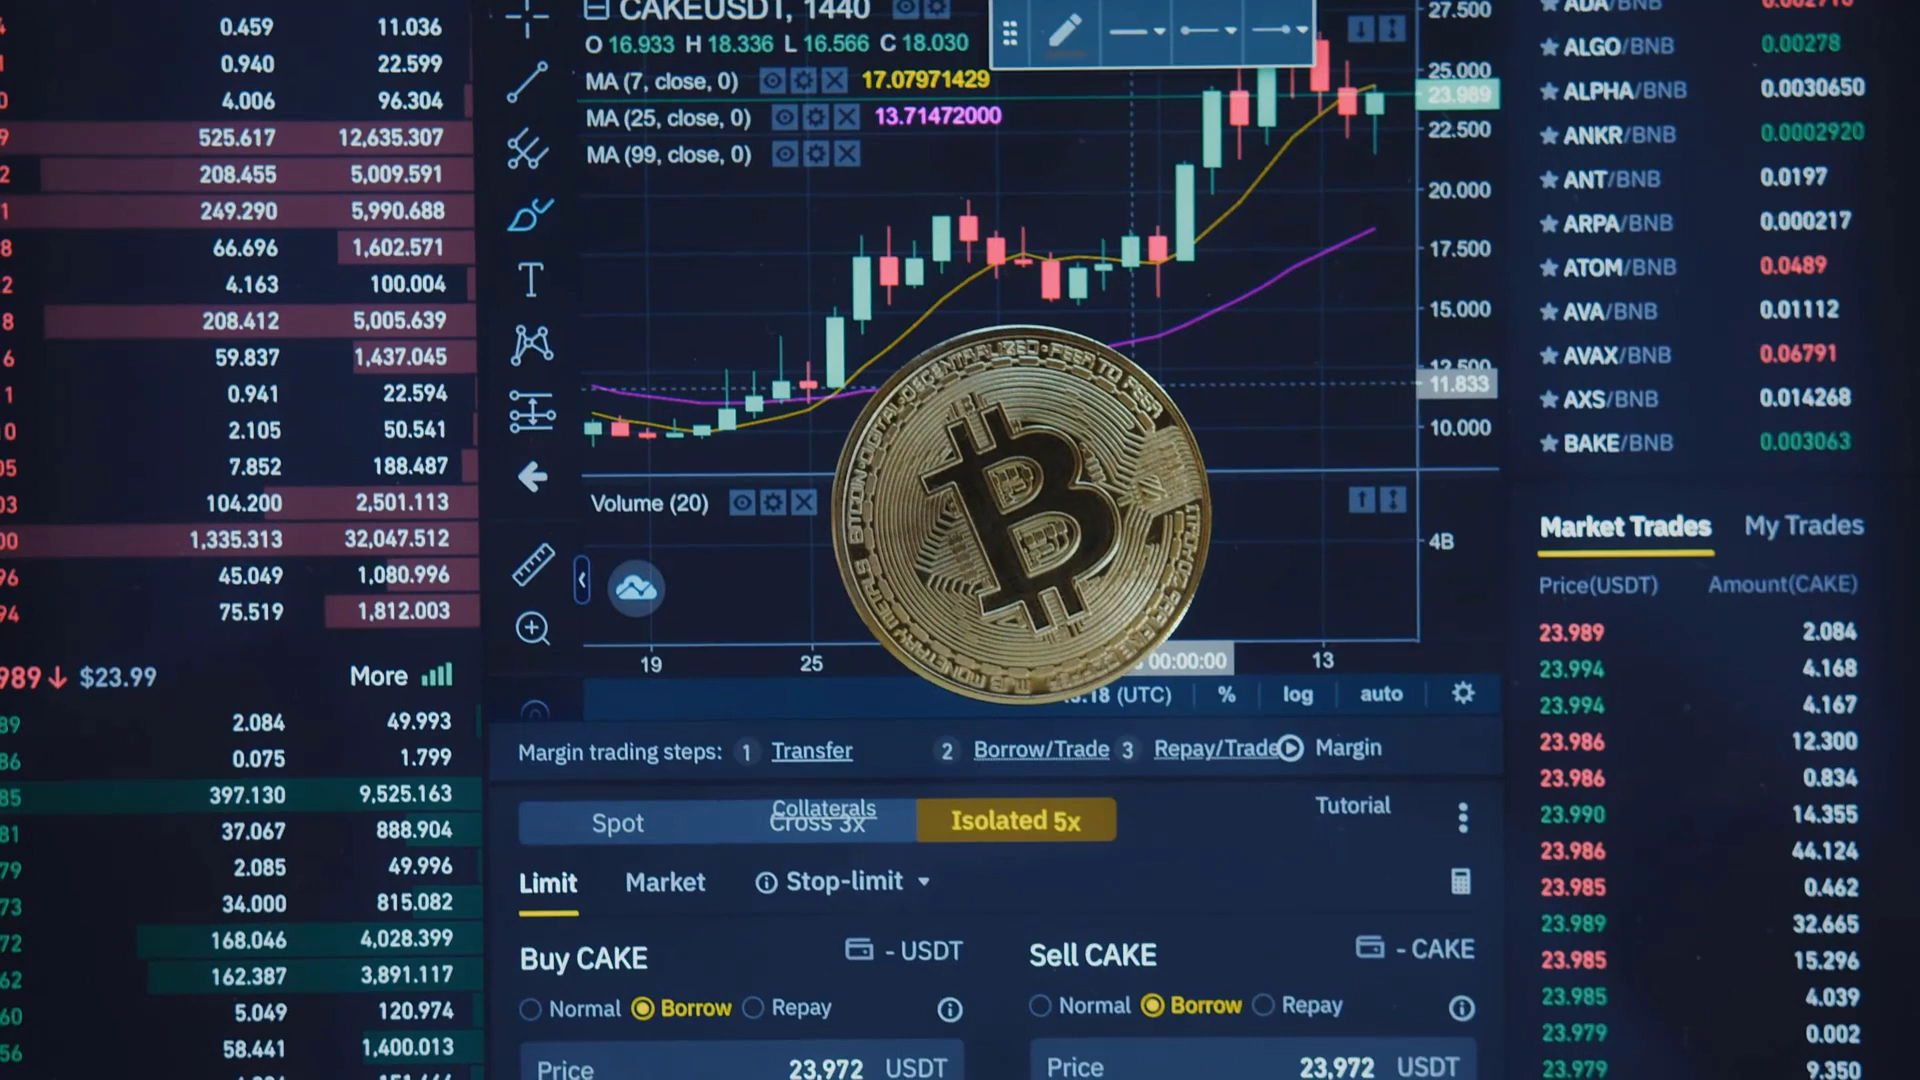 0.459 11.036
0.940 22.599
4.006 96.304
525.617 12,635.307
208.455 5,009.591
249.290 5,990.688
66.696 1,602.571
4.163 100.004
208.412 5,005.639
59.837 1,437.045
0.941 22.594
2.105 50.541
7.852 188.487
104.200 2,501.113
1,335.313 32,047.512
45.049 1,080.996
75.519 1,812.003
989↓ $23.99 More
2.084 49.993
0.075 1.799
397.130 9,525.163
37.067 888.904
2.085 49.996
34.000 815.082
168.046 4,028.399
162.387 3,891.117
5.049 120.974
58.441 1,400.013
CAKEUSDT, 1440
O 16.933 H 18.336 L 16.566 C 18.030
MA (7, close, 0) 17.07971429
MA (25, close, 0) 13.71472000
MA (99, close, 0)
27.500
25.000
23.989
22.500
20.000
17.500
15.000
12.500
11.833
10.000
Volume (20)
4B
19 25 00:00:00 13
(UTC) % log auto
BITCOIN DIGITAL DECENTRALIZED PEER TO PEER
Margin trading steps: 1 Transfer 2 Borrow/Trade 3 Repay/Trade Margin
Collaterals Tutorial
Spot Cross 3x Isolated 5x
Limit Market Stop-limit
Buy CAKE - USDT
Normal Borrow Repay
Price 23,972 USDT
Sell CAKE - CAKE
Normal Borrow Repay
Price 23,972 USDT
ADA/BNB
ALGO/BNB 0.00278
ALPHA/BNB 0.0030650
ANKR/BNB 0.0002920
ANT/BNB 0.0197
ARPA/BNB 0.000217
ATOM/BNB 0.0489
AVA/BNB 0.01112
AVAX/BNB 0.06791
AXS/BNB 0.014268
BAKE/BNB 0.003063
Market Trades My Trades
Price(USDT) Amount(CAKE)
23.989 2.084
23.994 4.168
23.994 4.167
23.986 12.300
23.986 0.834
23.990 14.355
23.986 44.124
23.985 0.462
23.989 32.665
23.985 15.296
23.985 4.039
23.979 0.002
23.979 9.350